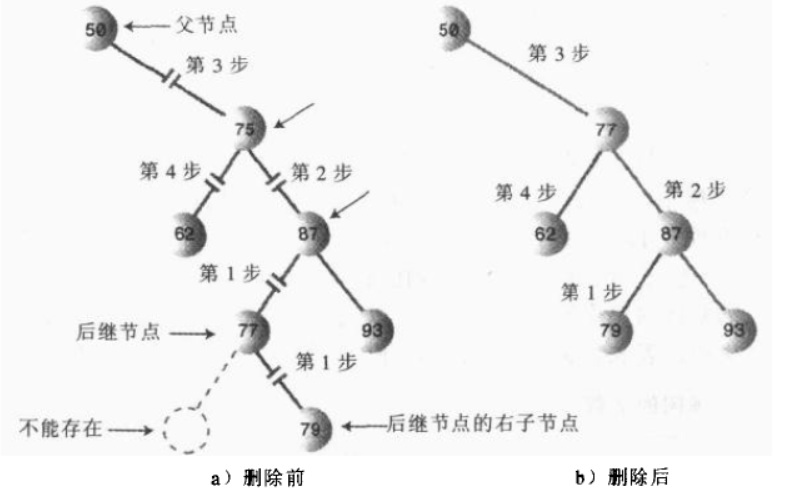 50 父节点 50
第 3 步 第 3 步
75 77
第 4 步 第 2 步 第 4 步 第 2 步
62 87 62 87
第 1 步 第 1 步
后继节点 77 93 79 93
第 1 步
不能存在 79 后继节点的右子节点
a）删除前 b）删除后